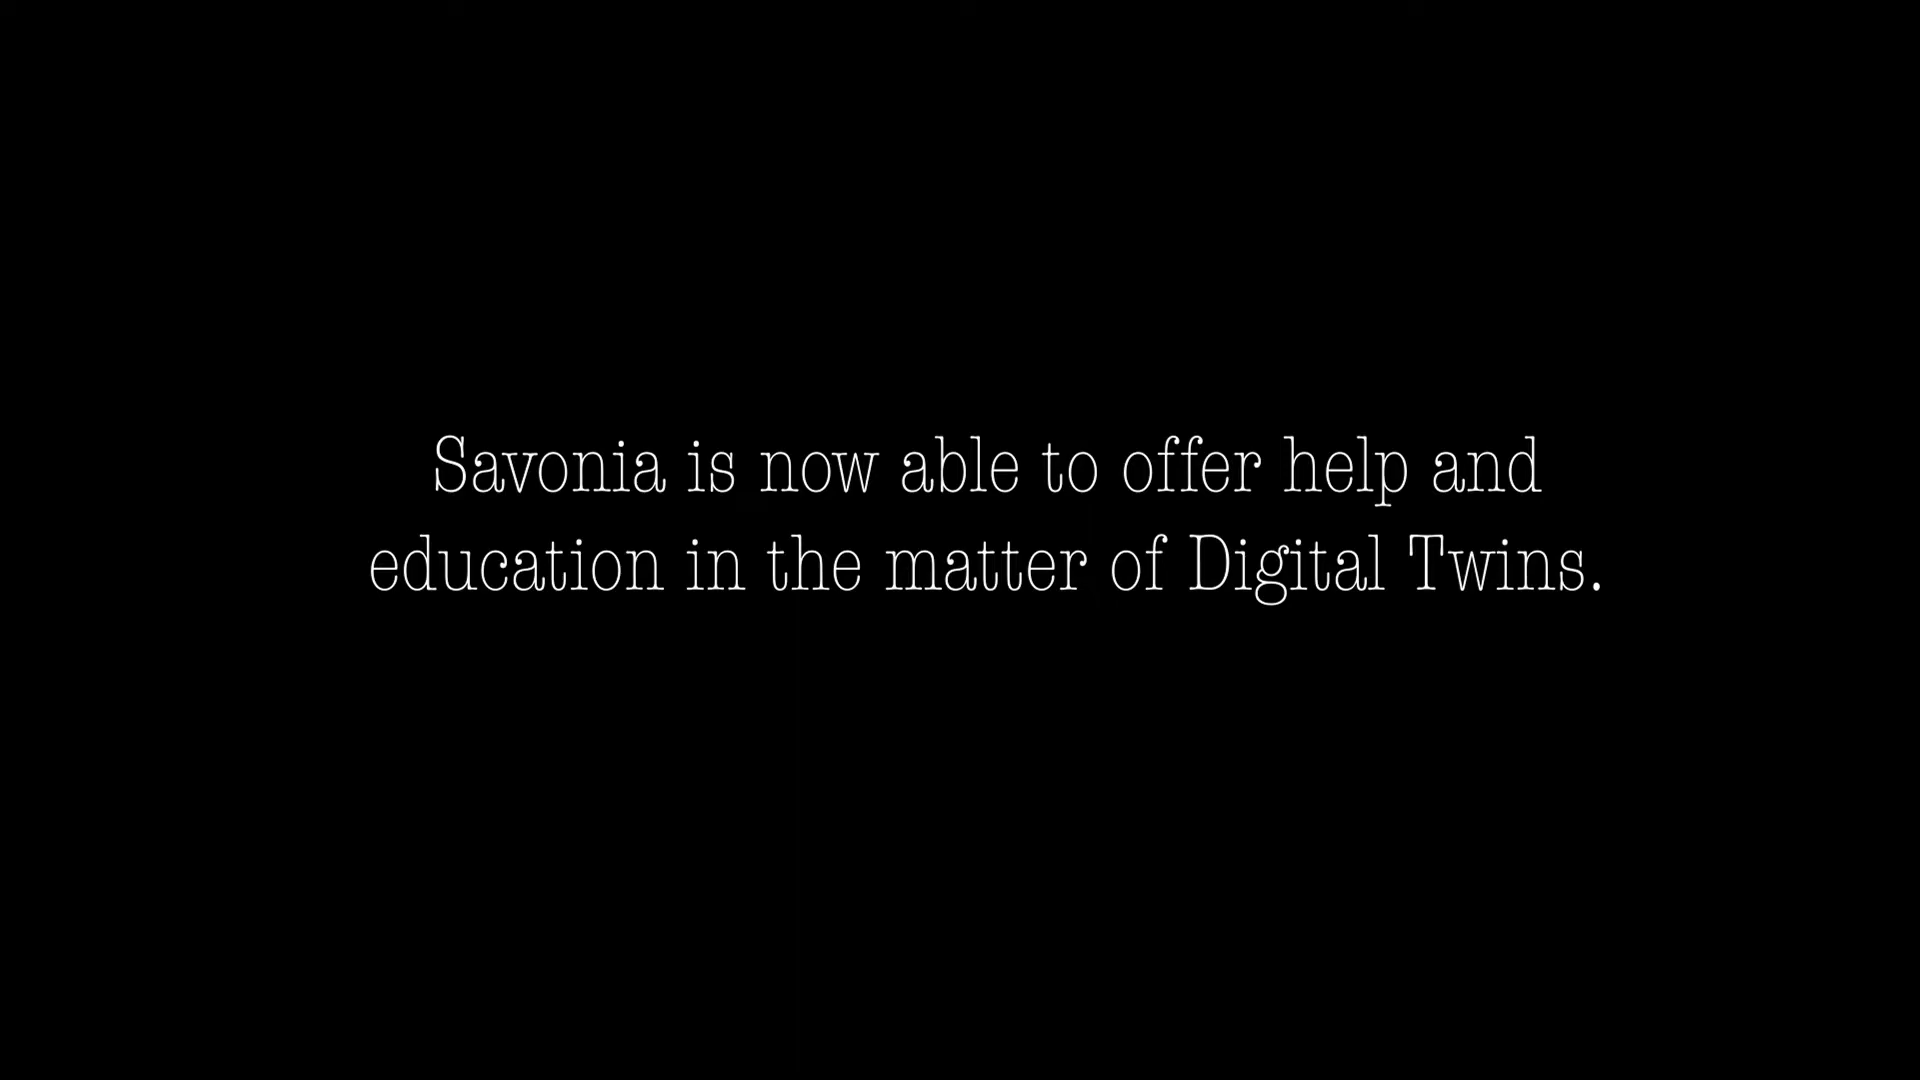 Savonia is now able to offer help and
education in the matter of Digital Twins.